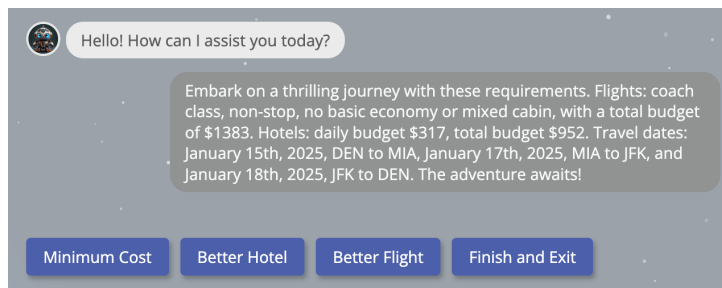 Hello! How can I assist you today?
Embark on a thrilling journey with these requirements. Flights: coach
class, non-stop, no basic economy or mixed cabin, with a total budget
of $1383. Hotels: daily budget $317, total budget $952. Travel dates:
January 15th, 2025, DEN to MIA, January 17th, 2025, MIA to JFK, and
January 18th, 2025, JFK to DEN. The adventure awaits!
Minimum Cost Better Hotel Better Flight Finish and Exit